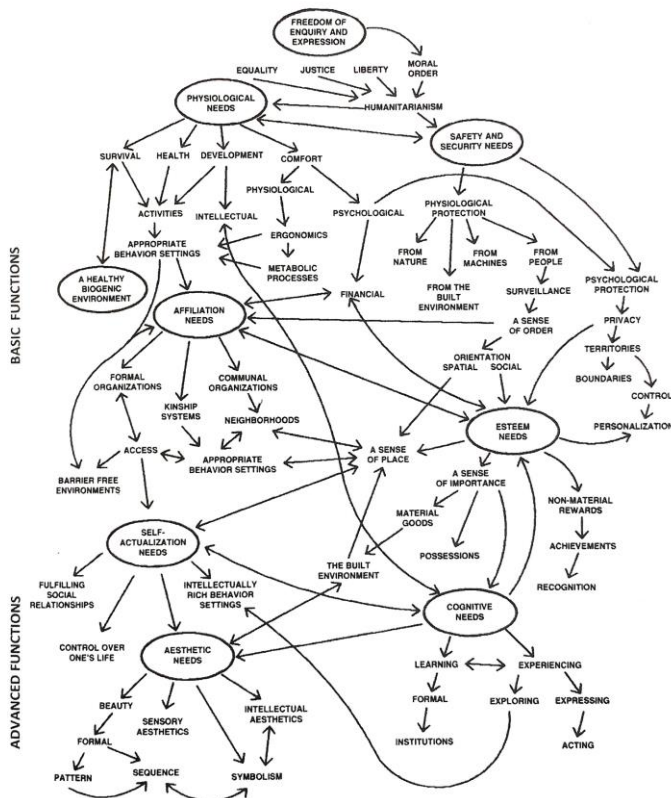 FREEDOM OF
ENQUIRY AND
EXPRESSION
EQUALITY
JUSTICE
LIBERTY
MORAL
ORDER
PHYSIOLOGICAL
NEEDS
HUMANITARIANISM
SAFETY AND
SECURITY NEEDS
SURVIVAL
HEALTH
DEVELOPMENT
COMFORT
PHYSIOLOGICAL
PHYSIOLOGICAL
PROTECTION
ACTIVITIES
INTELLECTUAL
PSYCHOLOGICAL
APPROPRIATE
BEHAVIOR SETTINGS
ERGONOMICS
FROM
NATURE
FROM
MACHINES
FROM
PEOPLE
A HEALTHY
BIOGENIC
ENVIRONMENT
METABOLIC
PROCESSES
FINANCIAL
FROM THE
BUILT
ENVIRONMENT
SURVEILLANCE
PSYCHOLOGICAL
PROTECTION
BASIC FUNCTIONS
AFFILIATION
NEEDS
A SENSE
OF ORDER
PRIVACY
TERRITORIES
ORIENTATION
SPATIAL SOCIAL
BOUNDARIES
FORMAL
ORGANIZATIONS
COMMUNAL
ORGANIZATIONS
CONTROL
KINSHIP
SYSTEMS
NEIGHBORHOODS
ESTEEM
NEEDS
PERSONALIZATION
ACCESS
APPROPRIATE
BEHAVIOR SETTINGS
A SENSE
OF PLACE
BARRIER FREE
ENVIRONMENTS
A SENSE
OF IMPORTANCE
NON-MATERIAL
REWARDS
MATERIAL
GOODS
SELF-
ACTUALIZATION
NEEDS
POSSESSIONS
ACHIEVEMENTS
THE BUILT
ENVIRONMENT
RECOGNITION
FULFILLING
SOCIAL
RELATIONSHIPS
INTELLECTUALLY
RICH BEHAVIOR
SETTINGS
COGNITIVE
NEEDS
ADVANCED FUNCTIONS
CONTROL OVER
ONE'S LIFE
AESTHETIC
NEEDS
LEARNING
EXPERIENCING
BEAUTY
SENSORY
AESTHETICS
INTELLECTUAL
AESTHETICS
FORMAL
EXPLORING
EXPRESSING
FORMAL
INSTITUTIONS
ACTING
PATTERN
SEQUENCE
SYMBOLISM